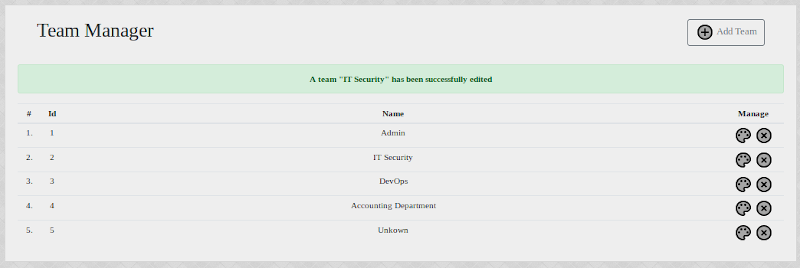 Team Manager
Add Team
A team "IT Security" has been successfully edited
# Id Name Manage
1. 1 Admin
2. 2 IT Security
3. 3 DevOps
4. 4 Accounting Department
5. 5 Unkown